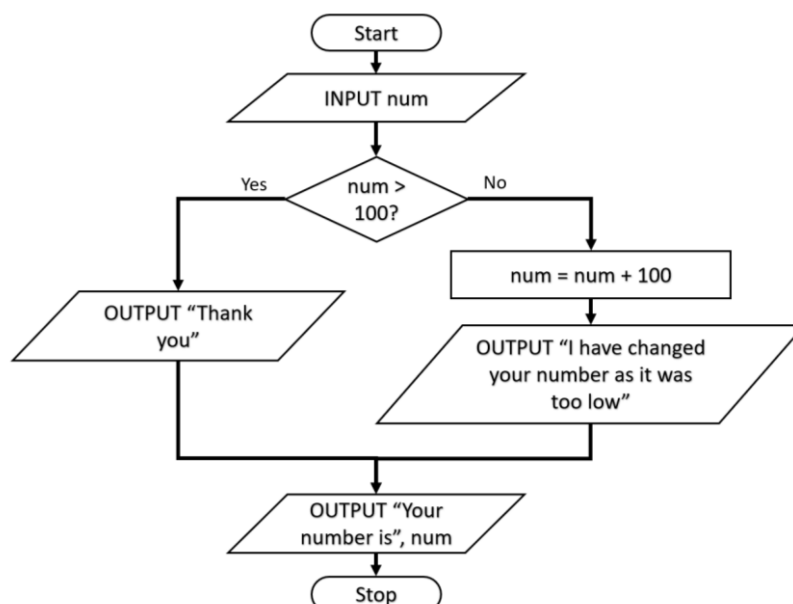 Start
INPUT num
num >
100?
Yes
No
OUTPUT “Thank
you”
num = num + 100
OUTPUT “I have changed
your number as it was
too low”
OUTPUT “Your
number is”, num
Stop